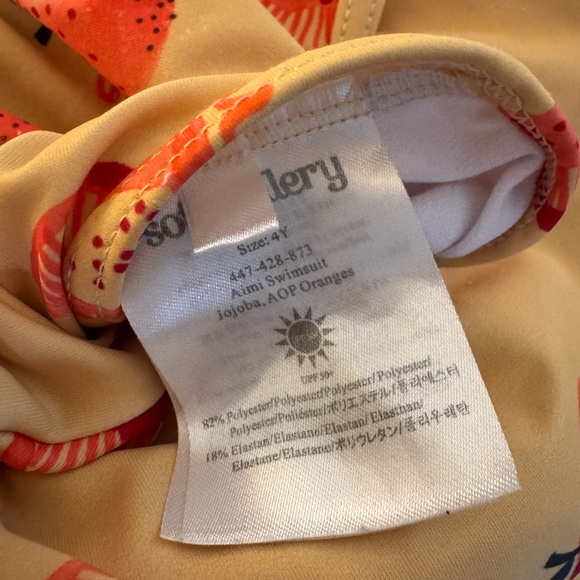 Size: 4Y
447-428-873
Aimi Swimsuit
Jojoba, AOP Oranges
UPF 50+
82% Polyester/Polyester/Polyester/Polyester/
Polyester/Poliéster/ポリエステル/폴리에스터
18% Elastan/Elastane/Elastan/Elasthan/
Elastane/Elastane/ポリウレタン/폴리우레탄